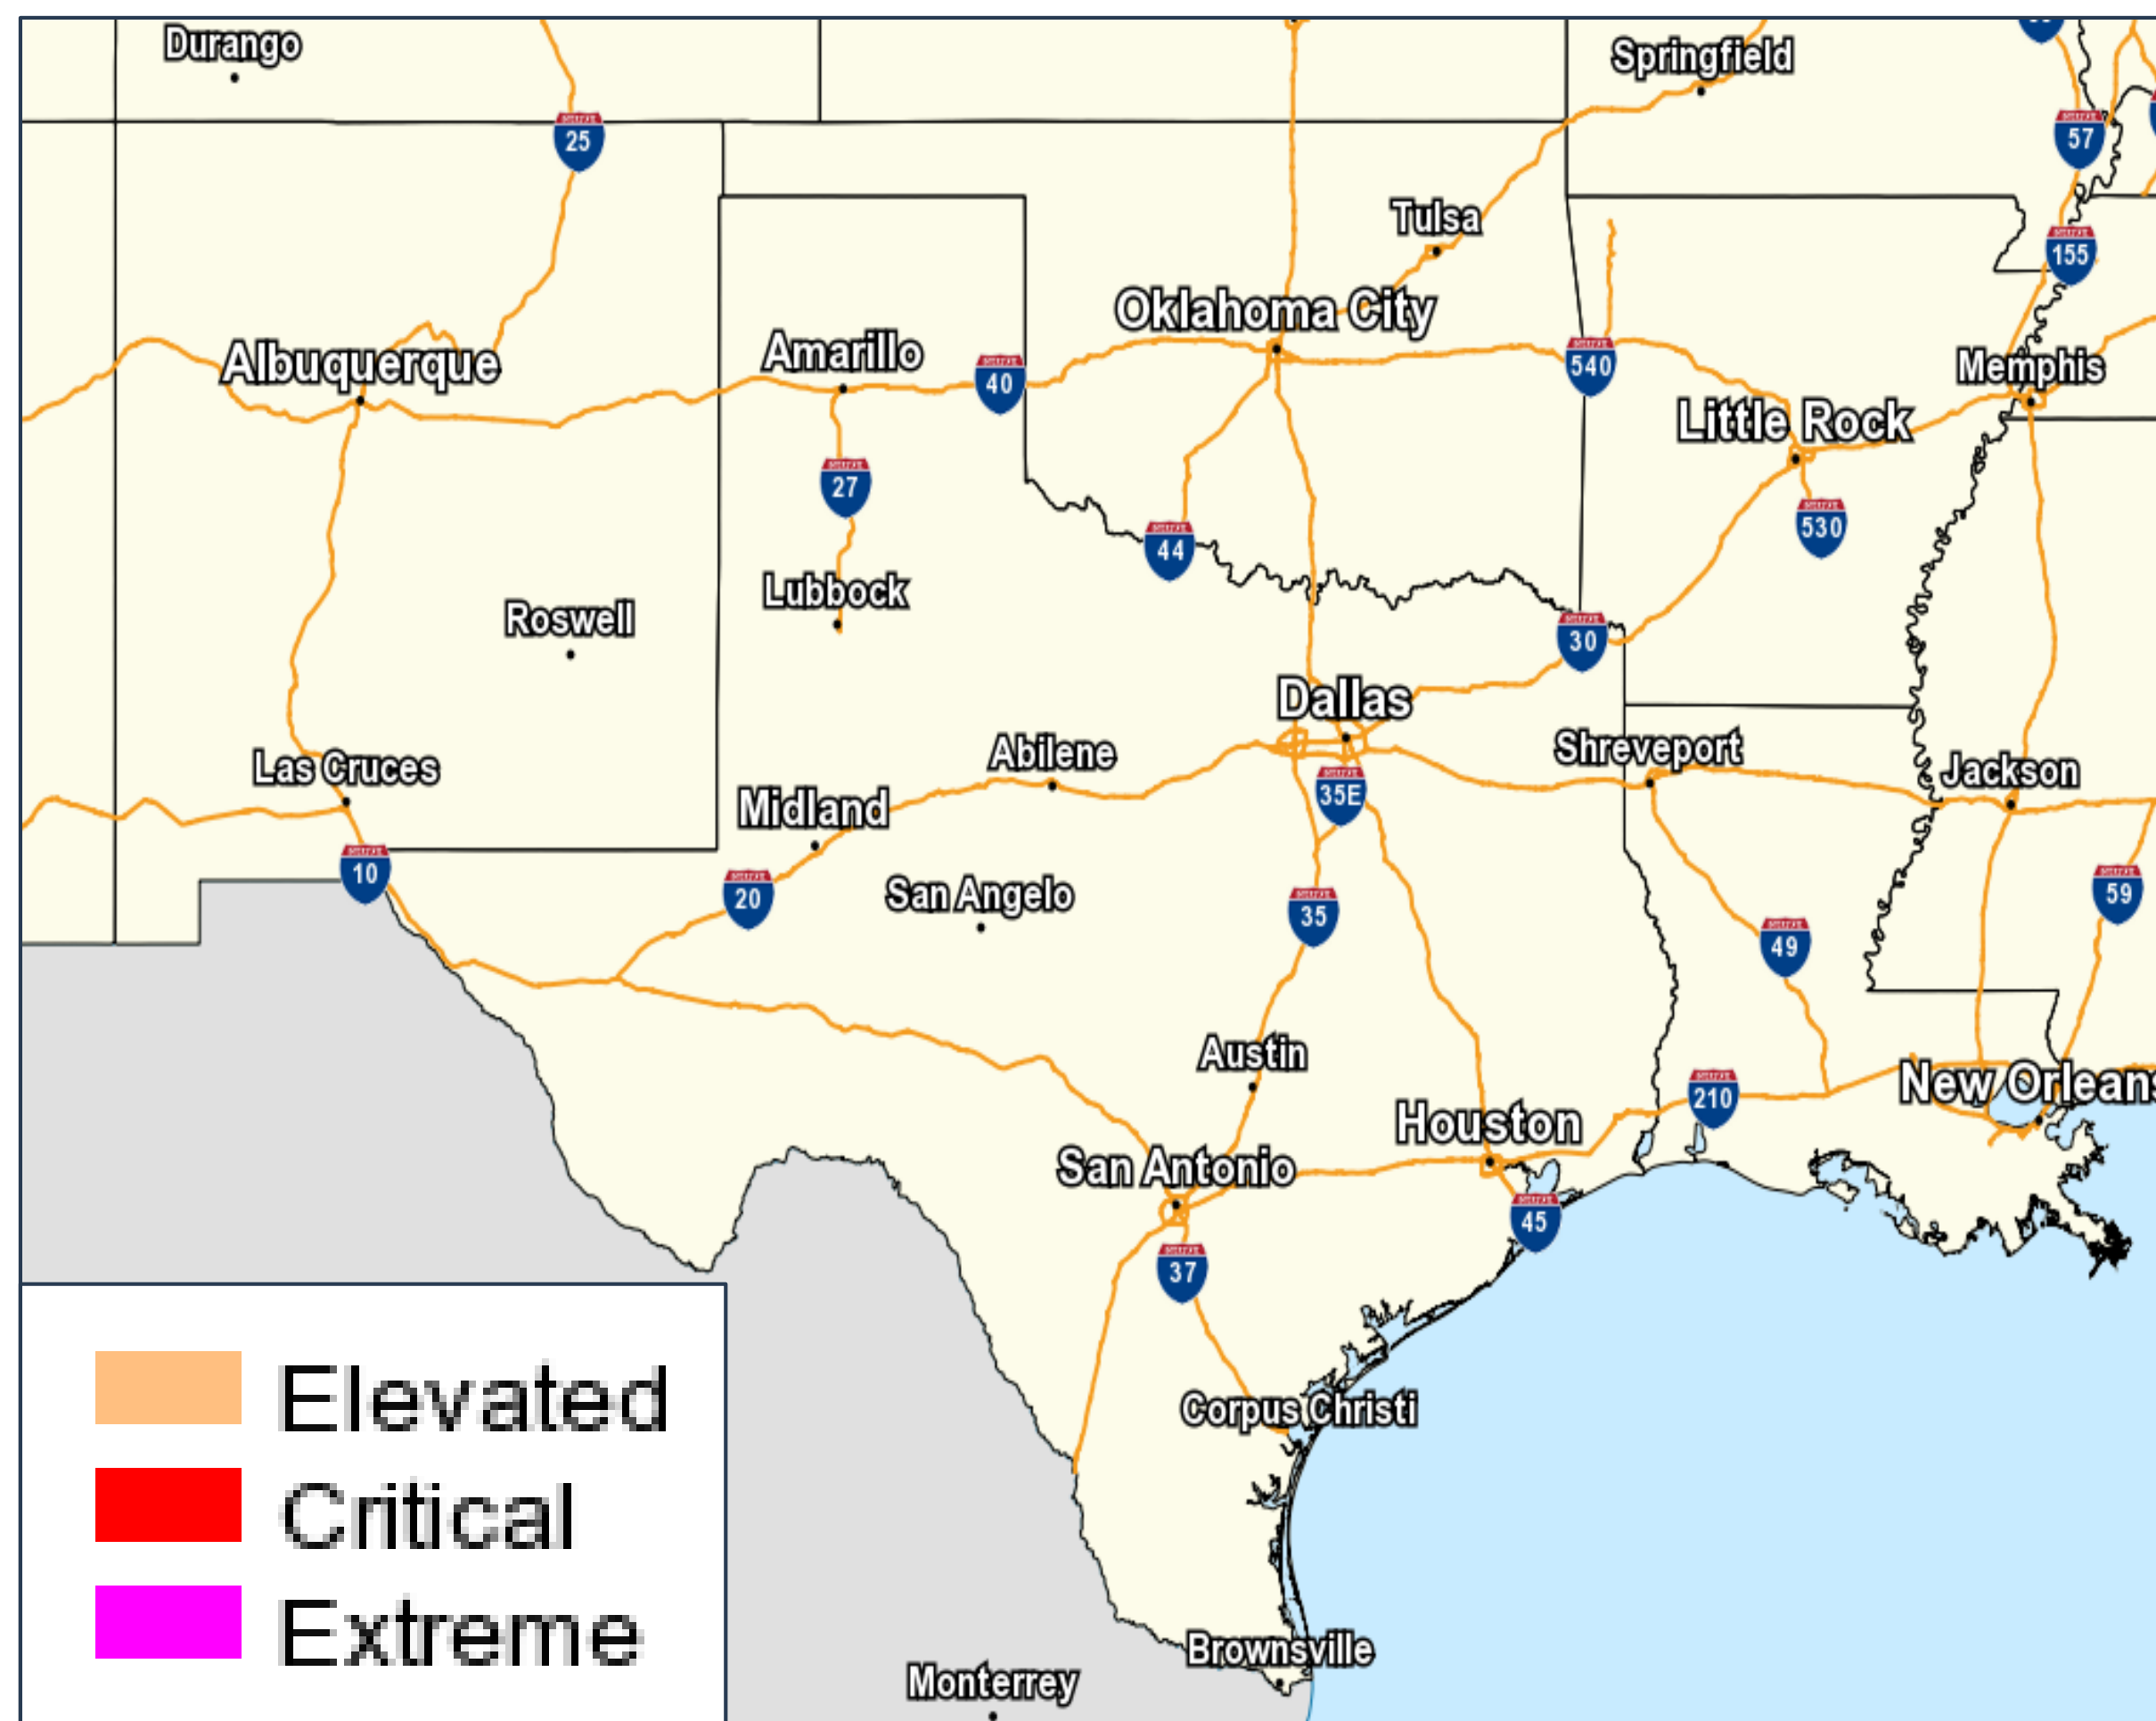 Durango
Springfield
25
57
Tulsa
155
Oklahoma City
Albuquerque
Amarillo
40
540
Memphis
Little Rock
27
530
44
Lubbock
Roswell
30
Dallas
Shreveport
Las Cruces
Abilene
Jackson
Midland
35E
10
20
San Angelo
35
59
49
Austin
New Orleans
210
Houston
San Antonio
45
37
Elevated
Corpus Christi
Critical
Extreme
Brownsville
Monterrey